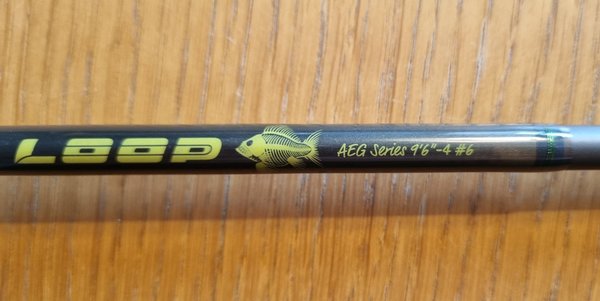 LOOP AEG Series 9'6"-4 #6